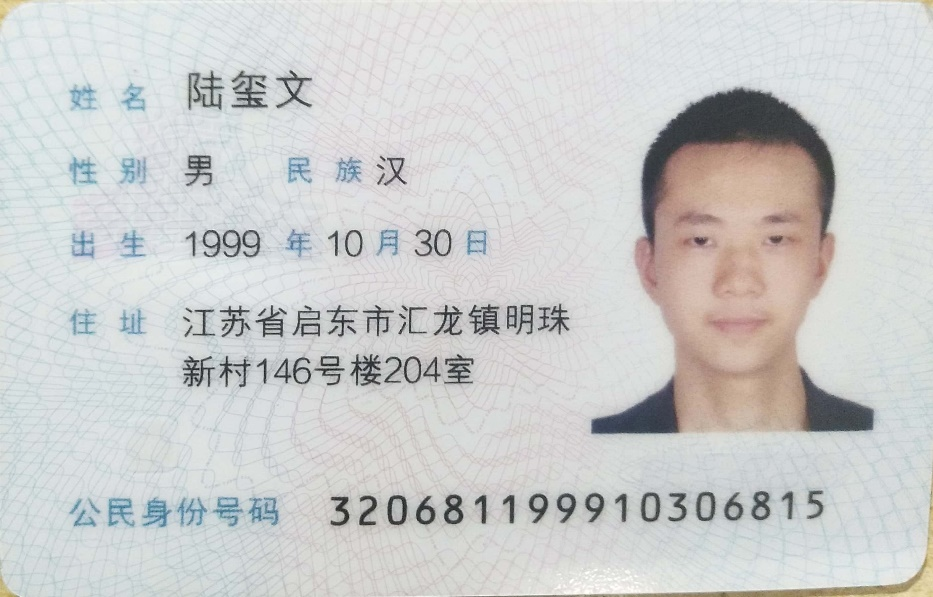 姓名 陆玺文
性别 男 民族 汉
出生 1999 年 10 月 30 日
住址 江苏省启东市汇龙镇明珠
新村146号楼204室
公民身份号码 320681199910306815